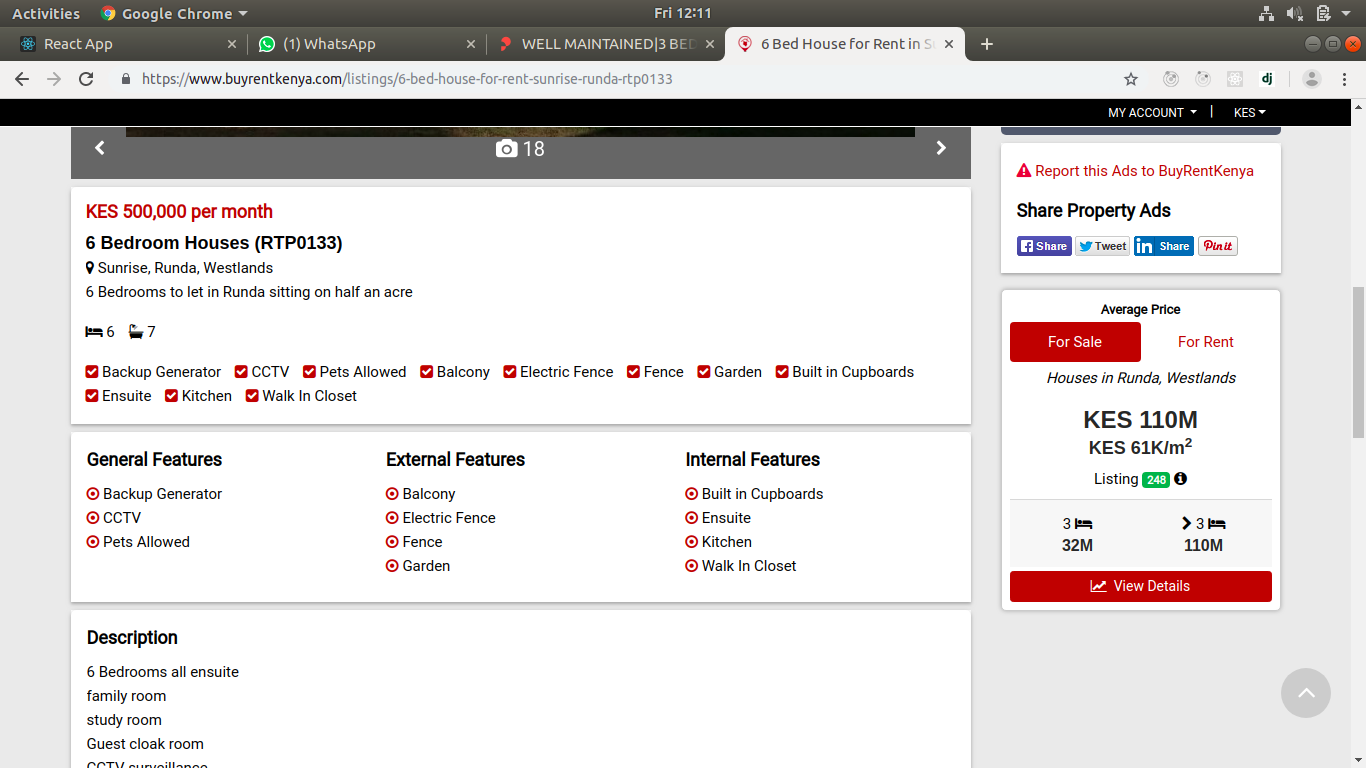 Activities Google Chrome Fri 12:11
React App (1) WhatsApp WELL MAINTAINED|3 BED 6 Bed House for Rent in S
https://www.buyrentkenya.com/listings/6-bed-house-for-rent-sunrise-runda-rtp0133 dj
MY ACCOUNT | KES
18
KES 500,000 per month
6 Bedroom Houses (RTP0133)
Sunrise, Runda, Westlands
6 Bedrooms to let in Runda sitting on half an acre
6 7
Backup Generator CCTV Pets Allowed Balcony Electric Fence Fence Garden Built in Cupboards
Ensuite Kitchen Walk In Closet
General Features
Backup Generator
CCTV
Pets Allowed
External Features
Balcony
Electric Fence
Fence
Garden
Internal Features
Built in Cupboards
Ensuite
Kitchen
Walk In Closet
Description
6 Bedrooms all ensuite
family room
study room
Guest cloak room
CCTV surveillance
Report this Ads to BuyRentKenya
Share Property Ads
Share Tweet in Share Pin it
Average Price
For Sale For Rent
Houses in Runda, Westlands
KES 110M
KES 61K/m²
Listing 248
3 > 3
32M 110M
View Details